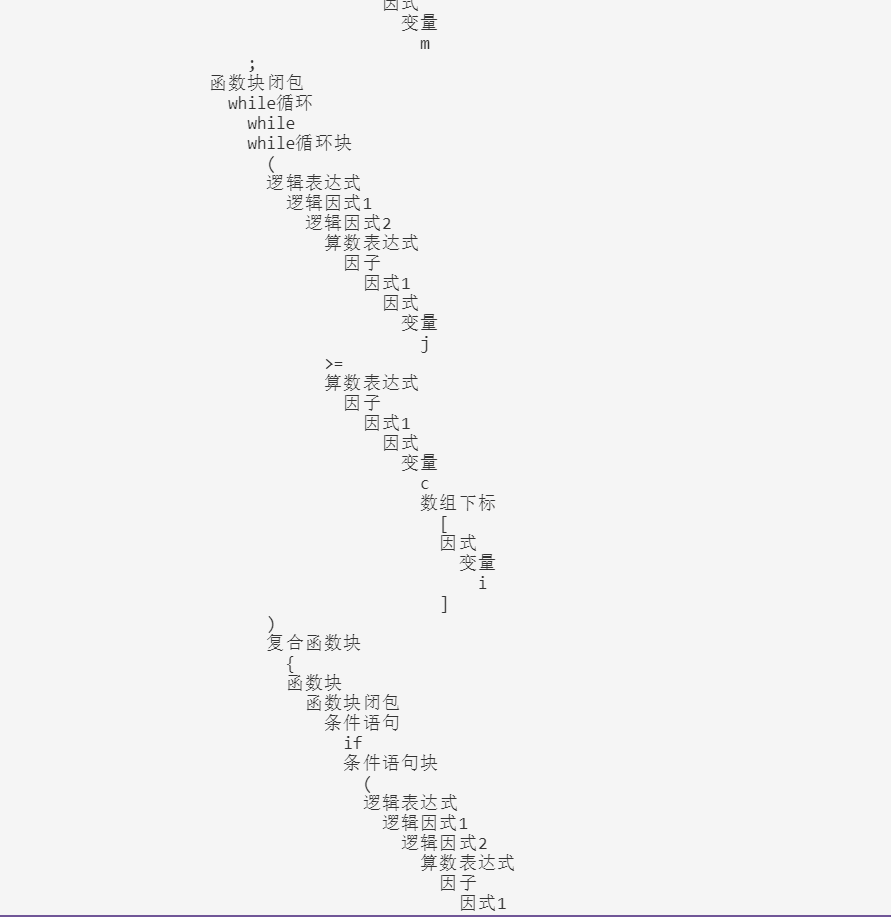 因式
变量
m
;
函数块闭包
while循环
while
while循环块
(
逻辑表达式
逻辑因式1
逻辑因式2
算数表达式
因子
因式1
因式
变量
j
>=
算数表达式
因子
因式1
因式
变量
c
数组下标
[
因式
变量
i
]
)
复合函数块
{
函数块
函数块闭包
条件语句
if
条件语句块
(
逻辑表达式
逻辑因式1
逻辑因式2
算数表达式
因子
因式1